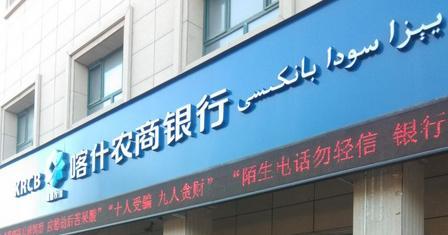 KRCB 喀什农商银行 يېزا سودا بانكىسى
“十人受骗 九人贪财” “陌生电话勿轻信 银行